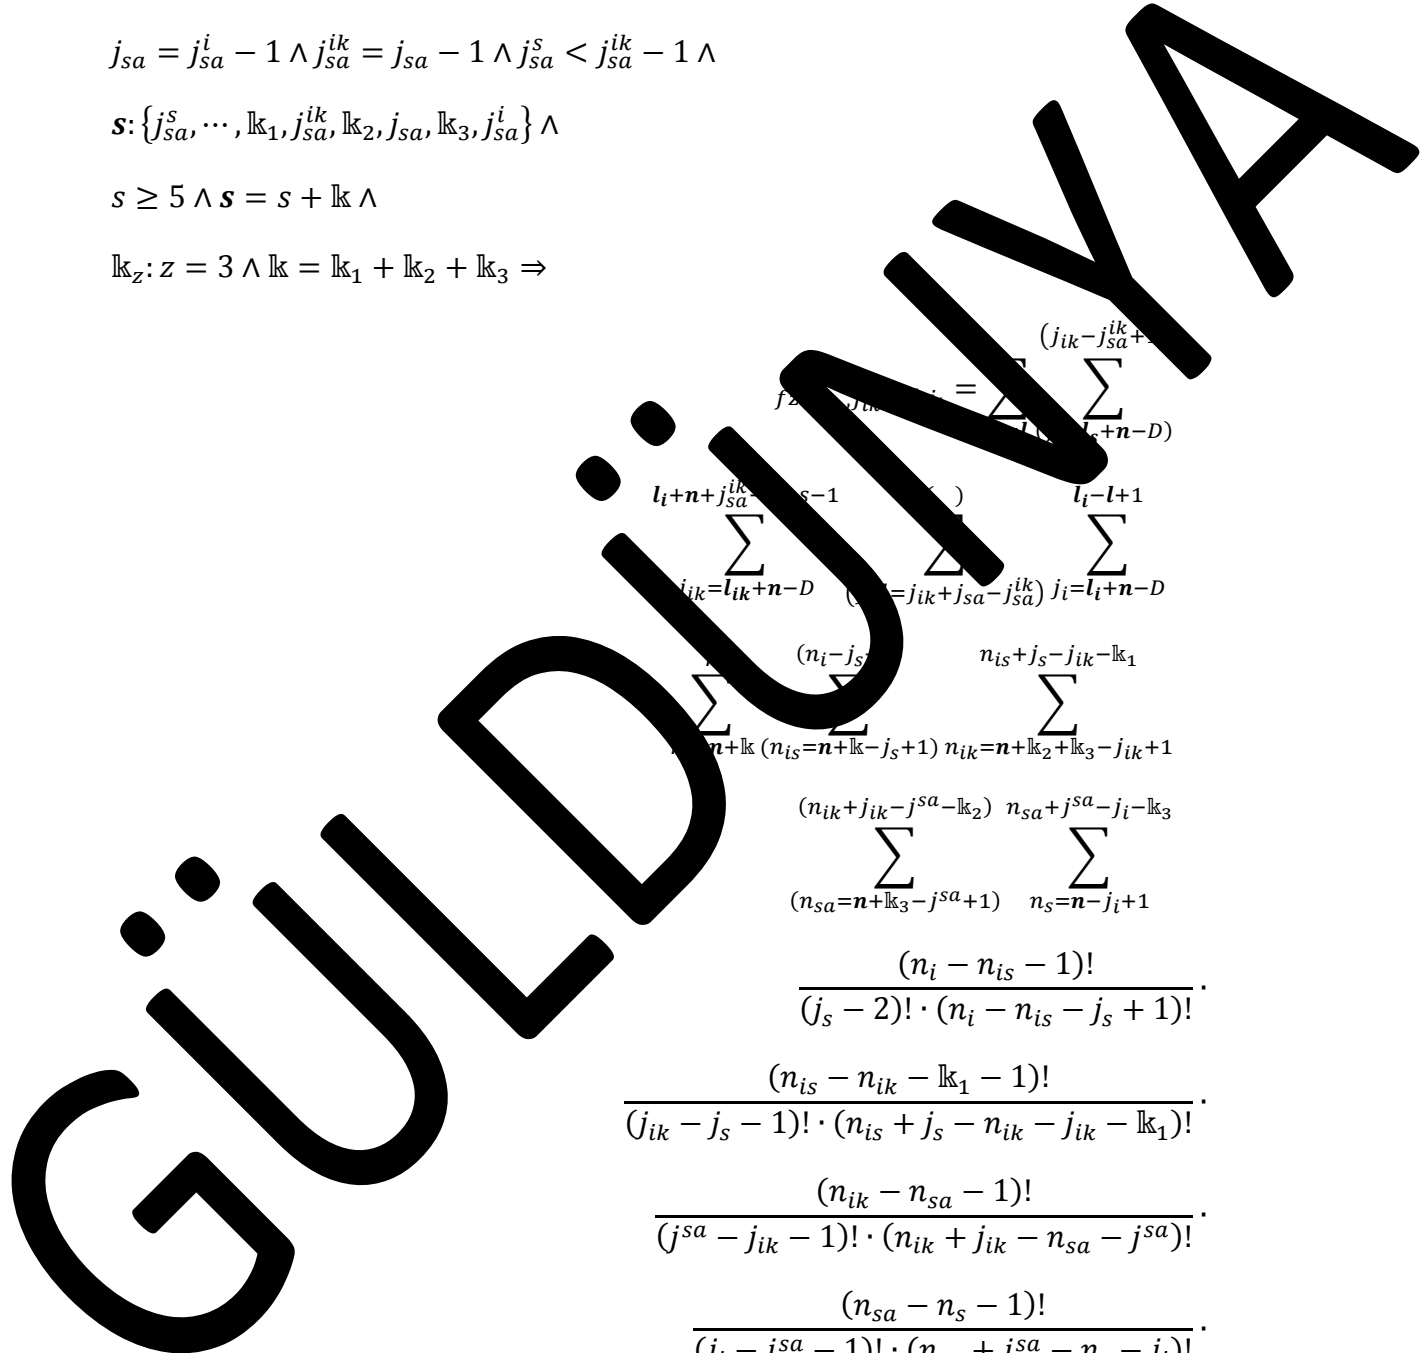 j_{sa} = j_{sa}^{i} − 1 ∧ j_{sa}^{ik} = j_{sa} − 1 ∧ j_{sa}^{s} < j_{sa}^{ik} − 1 ∧
s: {j_{sa}^{s}, ⋯ , 𝕜_1, j_{sa}^{ik}, 𝕜_2, j_{sa}, 𝕜_3, j_{sa}^{i}} ∧
s ≥ 5 ∧ s = s + 𝕜 ∧
𝕜_z: z = 3 ∧ 𝕜 = 𝕜_1 + 𝕜_2 + 𝕜_3 ⇒
(j_{ik}−j_{sa}^{ik}+
= ∑ ∑
+n−D)
l_i+n+j_{sa}^{ik} s−1 ( ) l_i−l+1
∑ ∑ ∑
j_{ik}=l_{ik}+n−D =j_{ik}+j_{sa}−j_{sa}^{ik}) j_i=l_i+n−D
(n_i−j_s n_{is}+j_s−j_{ik}−𝕜_1
∑ ∑ ∑
n+𝕜 (n_{is}=n+𝕜−j_s+1) n_{ik}=n+𝕜_2+𝕜_3−j_{ik}+1
(n_{ik}+j_{ik}−j^{sa}−𝕜_2) n_{sa}+j^{sa}−j_i−𝕜_3
∑ ∑
(n_{sa}=n+𝕜_3−j^{sa}+1) n_s=n−j_i+1
(n_i − n_{is} − 1)!
(j_s − 2)! · (n_i − n_{is} − j_s + 1)! ·
(n_{is} − n_{ik} − 𝕜_1 − 1)!
(j_{ik} − j_s − 1)! · (n_{is} + j_s − n_{ik} − j_{ik} − 𝕜_1)! ·
(n_{ik} − n_{sa} − 1)!
(j^{sa} − j_{ik} − 1)! · (n_{ik} + j_{ik} − n_{sa} − j^{sa})! ·
(n_{sa} − n_s − 1)!
GÜLDÜNYA